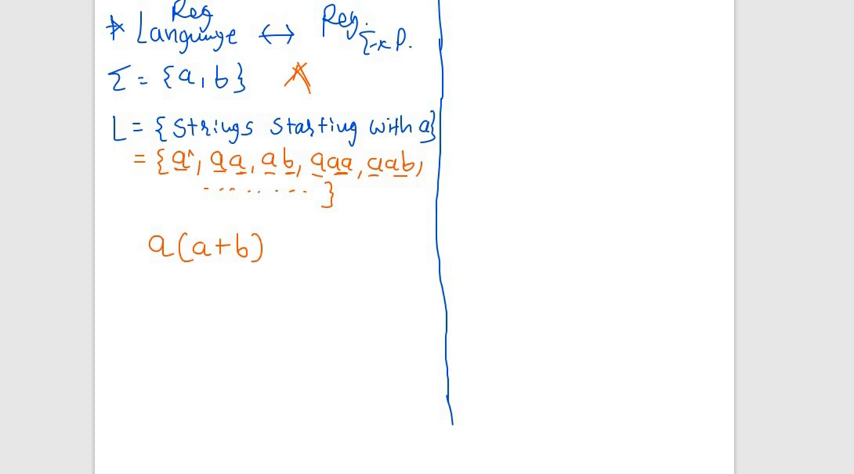 * Reg Language ↔ Reg. Exp.
Σ = {a, b} ^
L = {Strings starting with a}
= {a^, aa, ab, aaa, aab,
.........}
a(a+b)